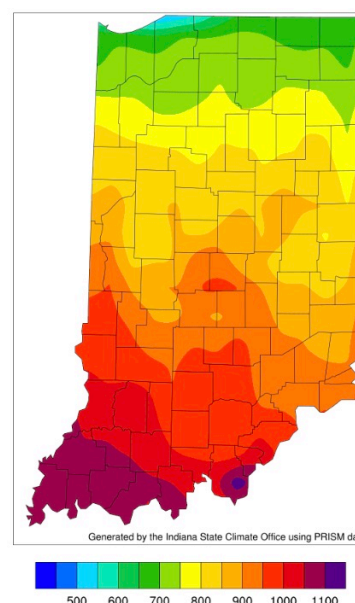 Generated by the Indiana State Climate Office using PRISM da
500 600 700 800 900 1000 1100